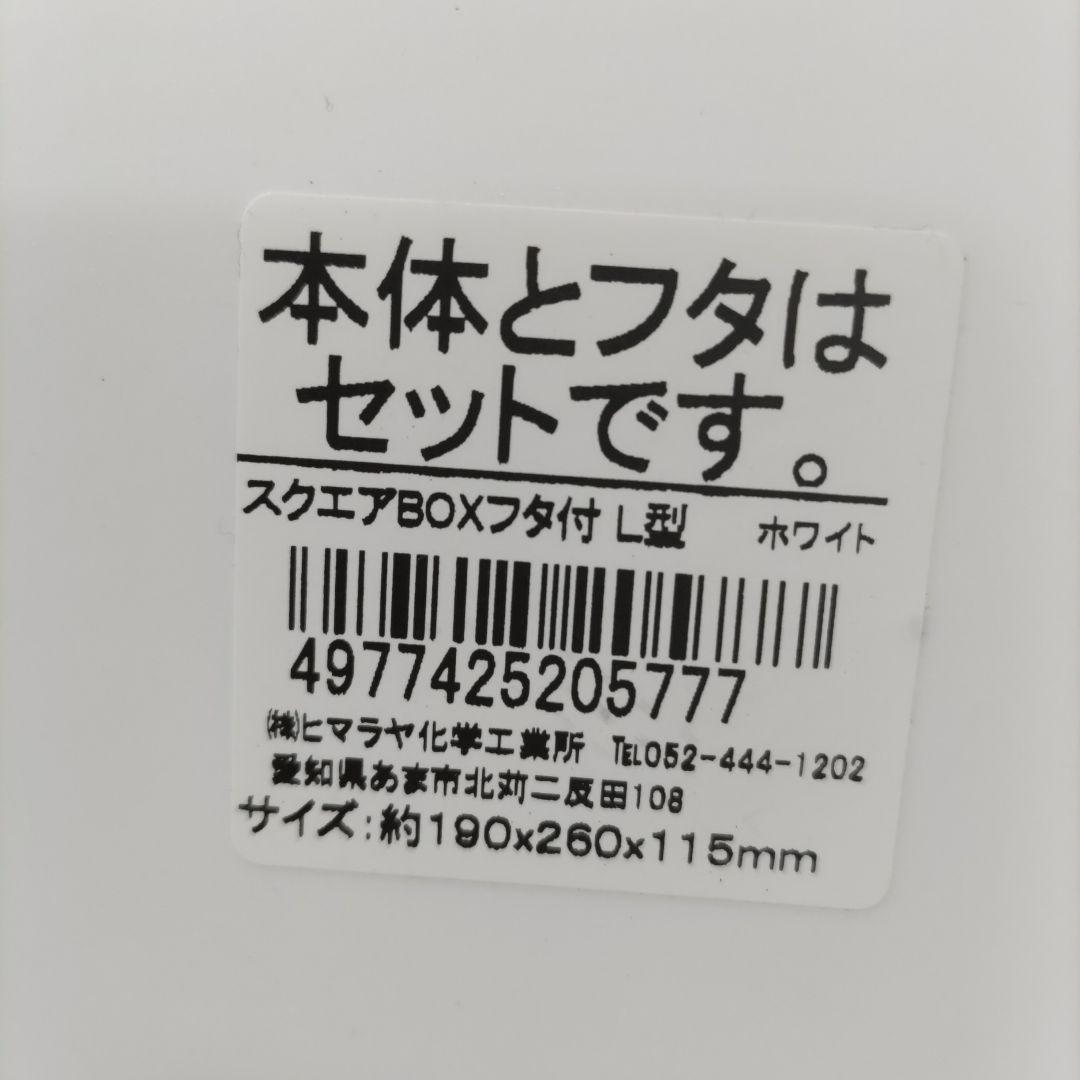 本体とフタは
セットです。
スクエアBOXフタ付 L型 ホワイト
4977425205777
㈱ヒマラヤ化学工業所 TEL052-444-1202
愛知県あま市北苅二反田108
サイズ:約190x260x115mm